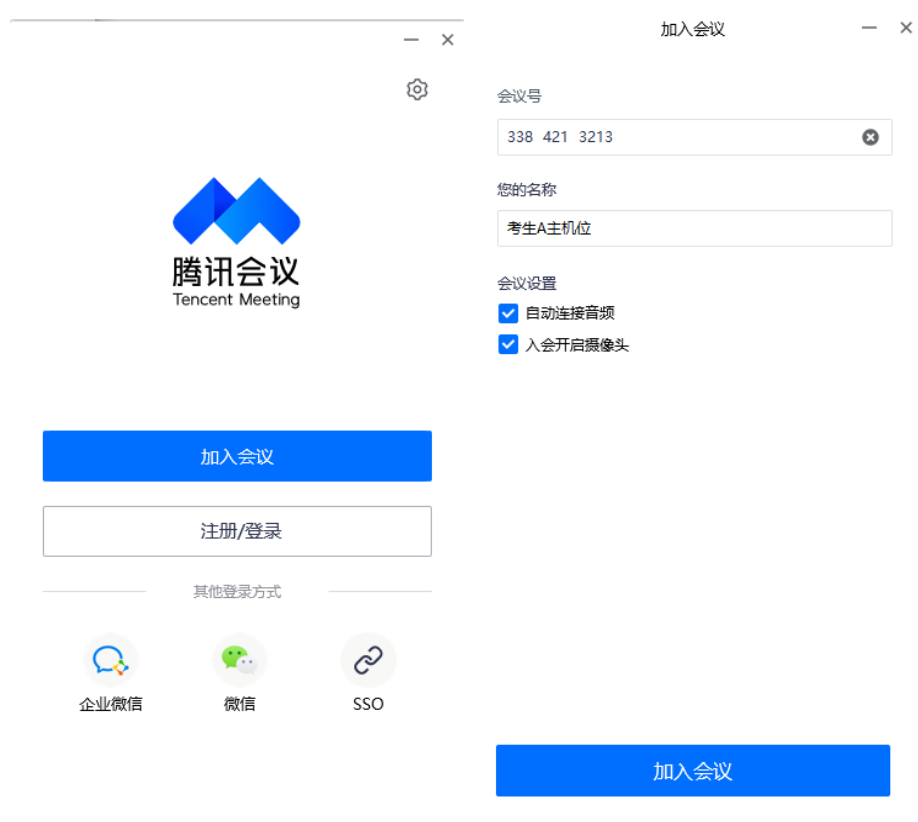 腾讯会议
Tencent Meeting
加入会议
注册/登录
其他登录方式
企业微信
微信
SSO
加入会议
会议号
338 421 3213
您的名称
考生A主机位
会议设置
自动连接音频
入会开启摄像头
加入会议